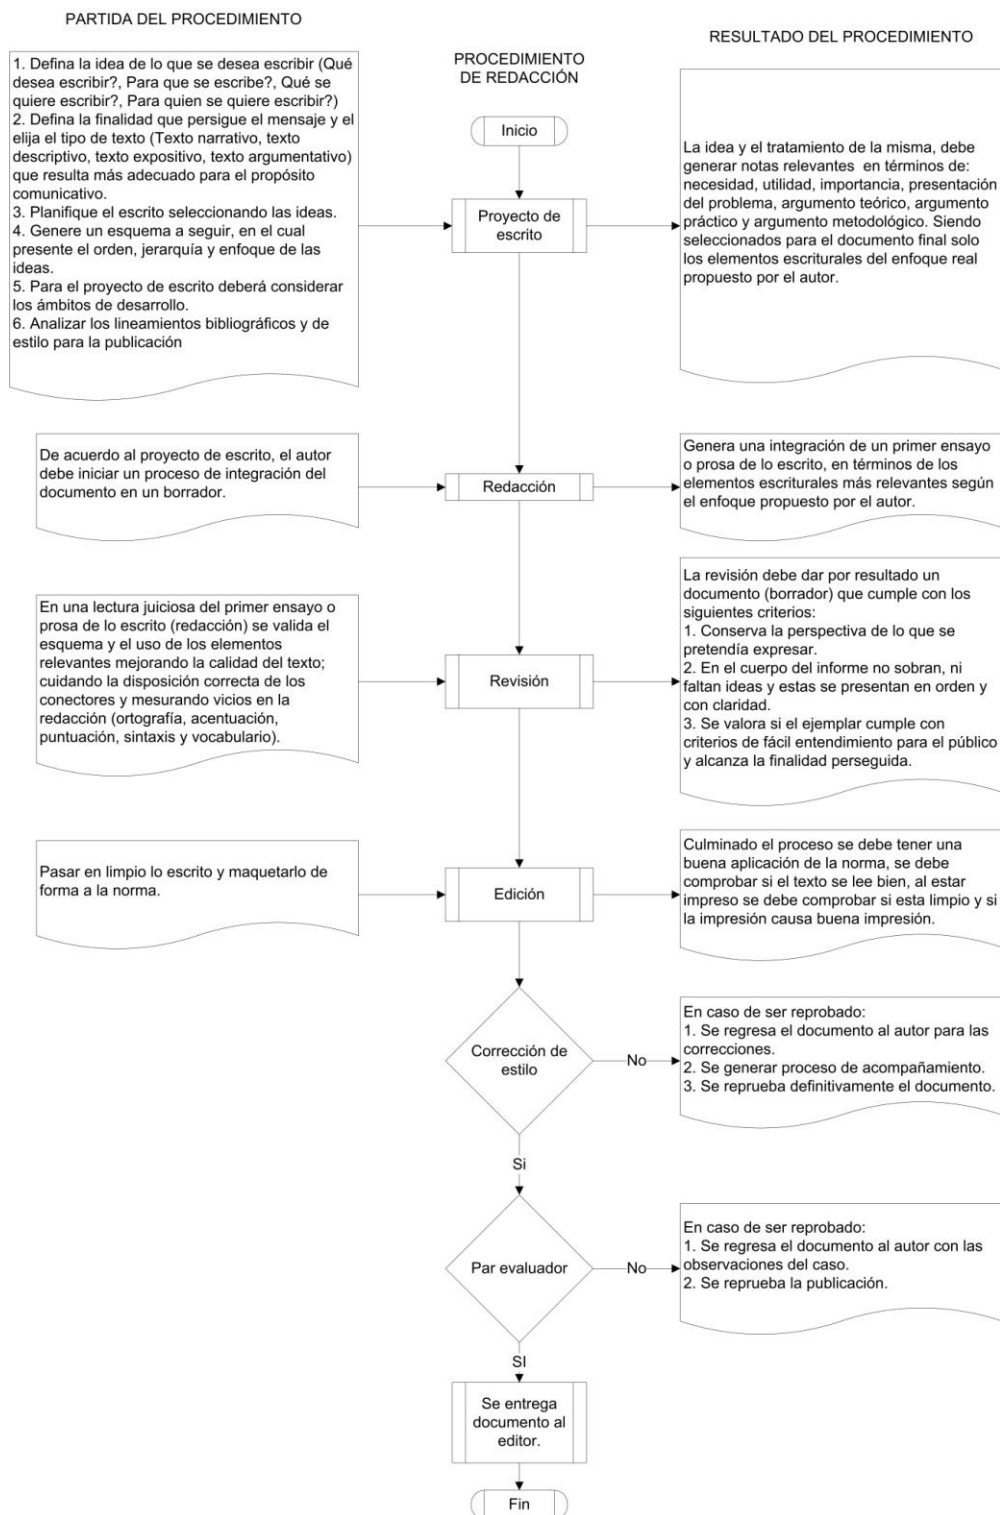 PARTIDA DEL PROCEDIMIENTO
PROCEDIMIENTO
DE REDACCIÓN
RESULTADO DEL PROCEDIMIENTO
1. Defina la idea de lo que se desea escribir (Qué
desea escribir?, Para que se escribe?, Qué se
quiere escribir?, Para quien se quiere escribir?)
2. Defina la finalidad que persigue el mensaje y el
elija el tipo de texto (Texto narrativo, texto
descriptivo, texto expositivo, texto argumentativo)
que resulta más adecuado para el propósito
comunicativo.
3. Planifique el escrito seleccionando las ideas.
4. Genere un esquema a seguir, en el cual
presente el orden, jerarquía y enfoque de las
ideas.
5. Para el proyecto de escrito deberá considerar
los ámbitos de desarrollo.
6. Analizar los lineamientos bibliográficos y de
estilo para la publicación
Inicio
Proyecto de
escrito
La idea y el tratamiento de la misma, debe
generar notas relevantes en términos de:
necesidad, utilidad, importancia, presentación
del problema, argumento teórico, argumento
práctico y argumento metodológico. Siendo
seleccionados para el documento final solo
los elementos escriturales del enfoque real
propuesto por el autor.
De acuerdo al proyecto de escrito, el autor
debe iniciar un proceso de integración del
documento en un borrador.
Redacción
Genera una integración de un primer ensayo
o prosa de lo escrito, en términos de los
elementos escriturales más relevantes según
el enfoque propuesto por el autor.
En una lectura juiciosa del primer ensayo o
prosa de lo escrito (redacción) se valida el
esquema y el uso de los elementos
relevantes mejorando la calidad del texto;
cuidando la disposición correcta de los
conectores y mesurando vicios en la
redacción (ortografía, acentuación,
puntuación, sintaxis y vocabulario).
Revisión
La revisión debe dar por resultado un
documento (borrador) que cumple con los
siguientes criterios:
1. Conserva la perspectiva de lo que se
pretendía expresar.
2. En el cuerpo del informe no sobran, ni
faltan ideas y estas se presentan en orden y
con claridad.
3. Se valora si el ejemplar cumple con
criterios de fácil entendimiento para el público
y alcanza la finalidad perseguida.
Pasar en limpio lo escrito y maquetarlo de
forma a la norma.
Edición
Culminado el proceso se debe tener una
buena aplicación de la norma, se debe
comprobar si el texto se lee bien, al estar
impreso se debe comprobar si esta limpio y si
la impresión causa buena impresión.
Corrección de
estilo
No
En caso de ser reprobado:
1. Se regresa el documento al autor para las
correcciones.
2. Se generar proceso de acompañamiento.
3. Se reprueba definitivamente el documento.
Si
Par evaluador
No
En caso de ser reprobado:
1. Se regresa el documento al autor con las
observaciones del caso.
2. Se reprueba la publicación.
SI
Se entrega
documento al
editor.
Fin